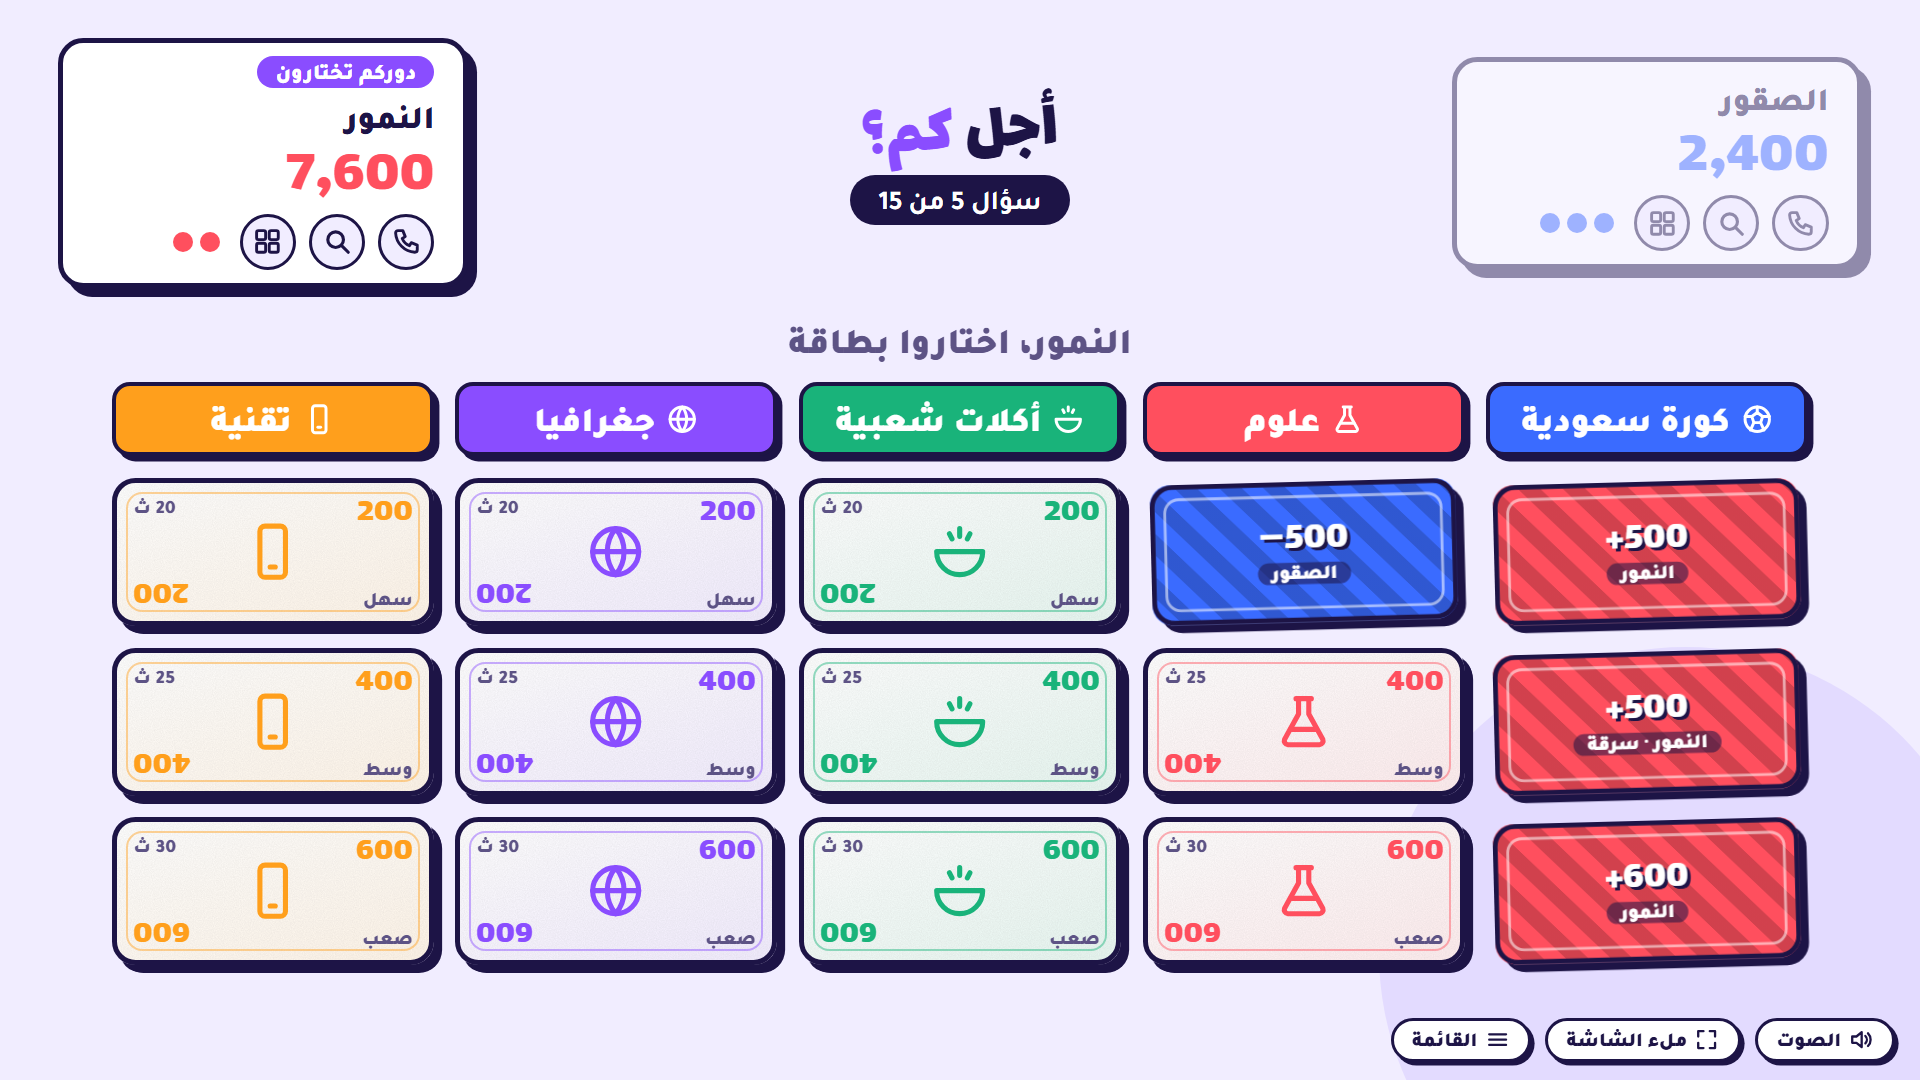 الصقور
2,400
أجل كم؟
سؤال 5 من 15
دوركم تختارون
النمور
7,600
النمور، اختاروا بطاقة
كورة سعودية
علوم
أكلات شعبية
جغرافيا
تقنية
+500
النمور
−500
الصقور
200
20 ث
سهل
200
200
20 ث
سهل
200
200
20 ث
سهل
200
+500
النمور · سرقة
400
25 ث
وسط
400
400
25 ث
وسط
400
400
25 ث
وسط
400
400
25 ث
وسط
400
+600
النمور
600
30 ث
صعب
600
600
30 ث
صعب
600
600
30 ث
صعب
600
600
30 ث
صعب
600
الصوت
ملء الشاشة
القائمة